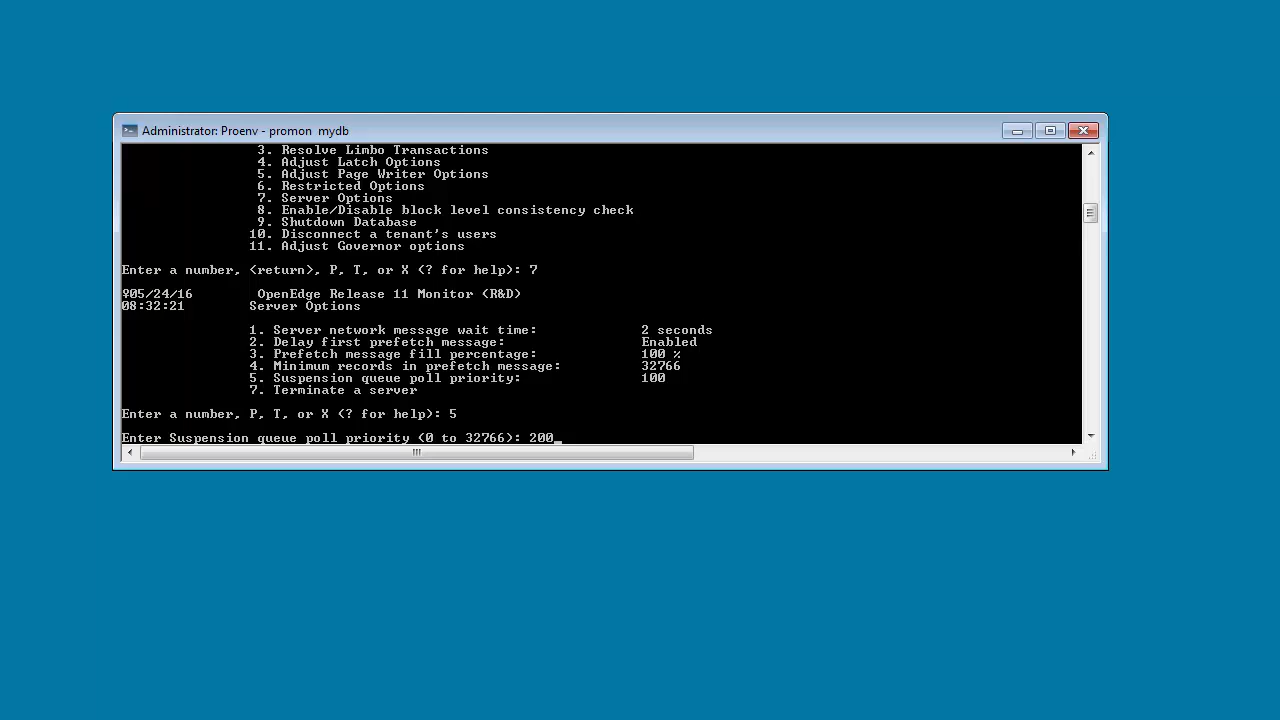 Administrator: Proenv - promon mydb
3. Resolve Limbo Transactions
4. Adjust Latch Options
5. Adjust Page Writer Options
6. Restricted Options
7. Server Options
8. Enable/Disable block level consistency check
9. Shutdown Database
10. Disconnect a tenant's users
11. Adjust Governor options
Enter a number, <return>, P, T, or X (? for help): 7
♀05/24/16 OpenEdge Release 11 Monitor (R&D)
08:32:21 Server Options
1. Server network message wait time: 2 seconds
2. Delay first prefetch message: Enabled
3. Prefetch message fill percentage: 100 %
4. Minimum records in prefetch message: 32766
5. Suspension queue poll priority: 100
7. Terminate a server
Enter a number, P, T, or X (? for help): 5
Enter Suspension queue poll priority (0 to 32766): 200_